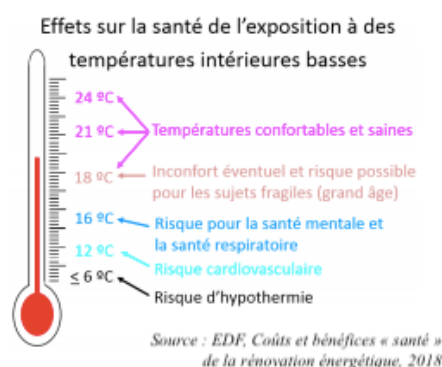 Effets sur la santé de l'exposition à des
températures intérieures basses
24 ºC
21 ºC
Températures confortables et saines
18 ºC
Inconfort éventuel et risque possible
pour les sujets fragiles (grand âge)
16 ºC
Risque pour la santé mentale et
la santé respiratoire
12 ºC
Risque cardiovasculaire
≤ 6 ºC
Risque d'hypothermie
Source : EDF, Coûts et bénéfices « santé »
de la rénovation énergétique, 2018